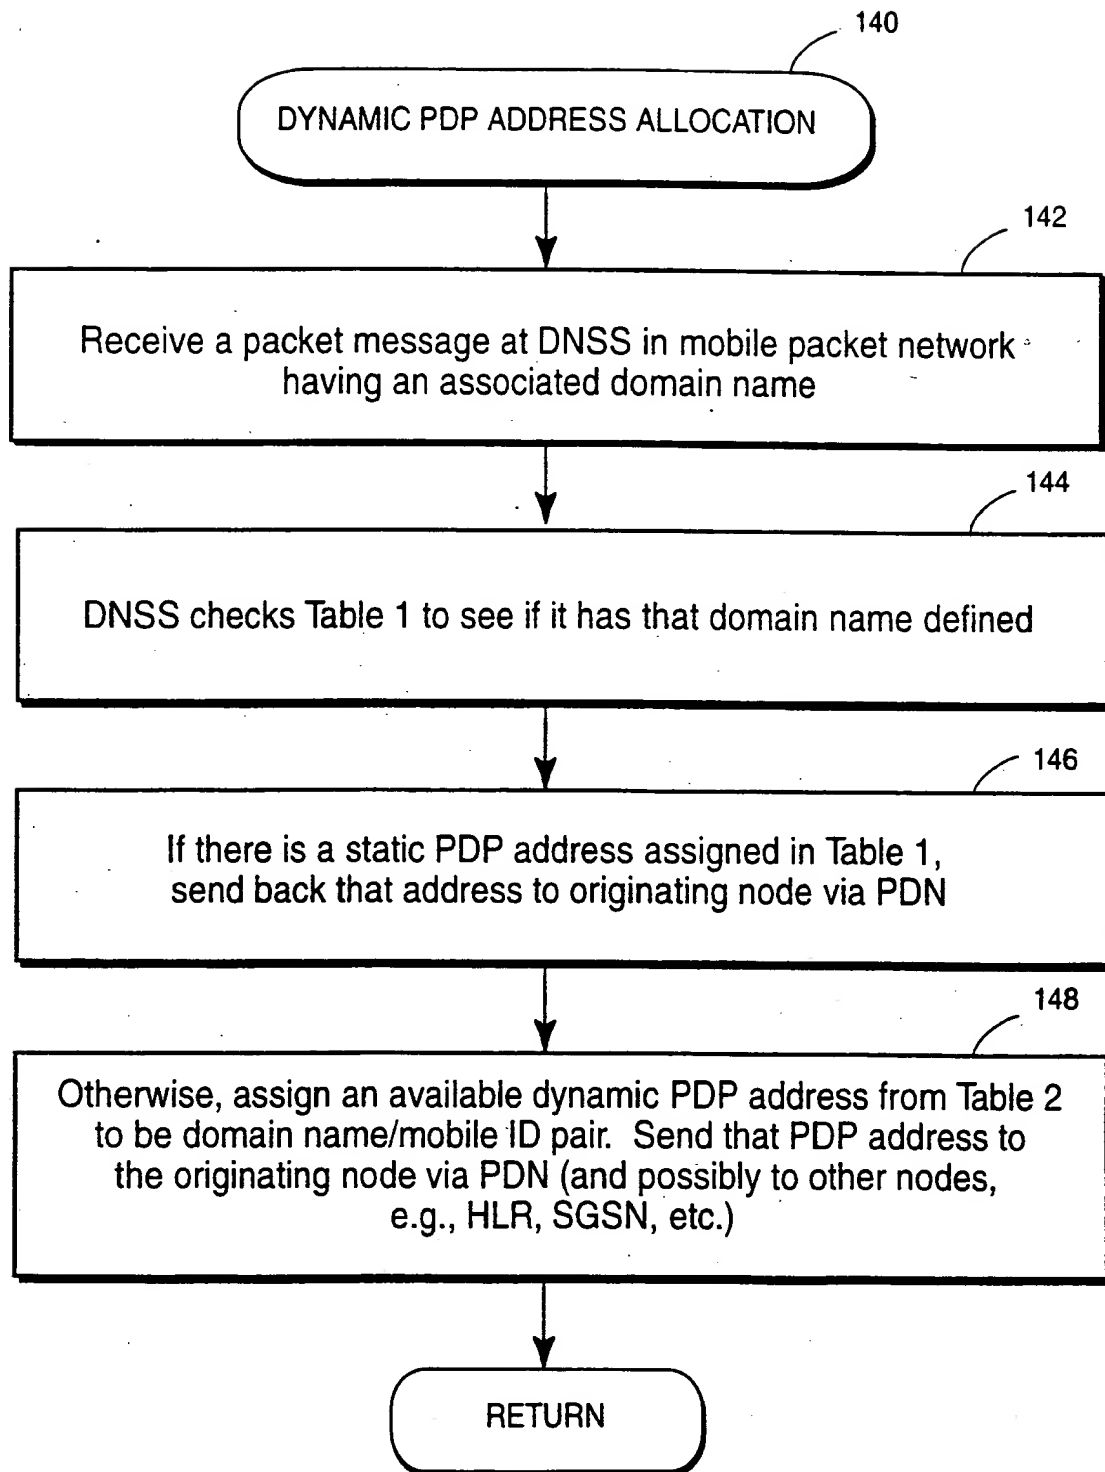 140
DYNAMIC PDP ADDRESS ALLOCATION
142
Receive a packet message at DNSS in mobile packet network
having an associated domain name
144
DNSS checks Table 1 to see if it has that domain name defined
146
If there is a static PDP address assigned in Table 1,
send back that address to originating node via PDN
148
Otherwise, assign an available dynamic PDP address from Table 2
to be domain name/mobile ID pair. Send that PDP address to
the originating node via PDN (and possibly to other nodes,
e.g., HLR, SGSN, etc.)
RETURN